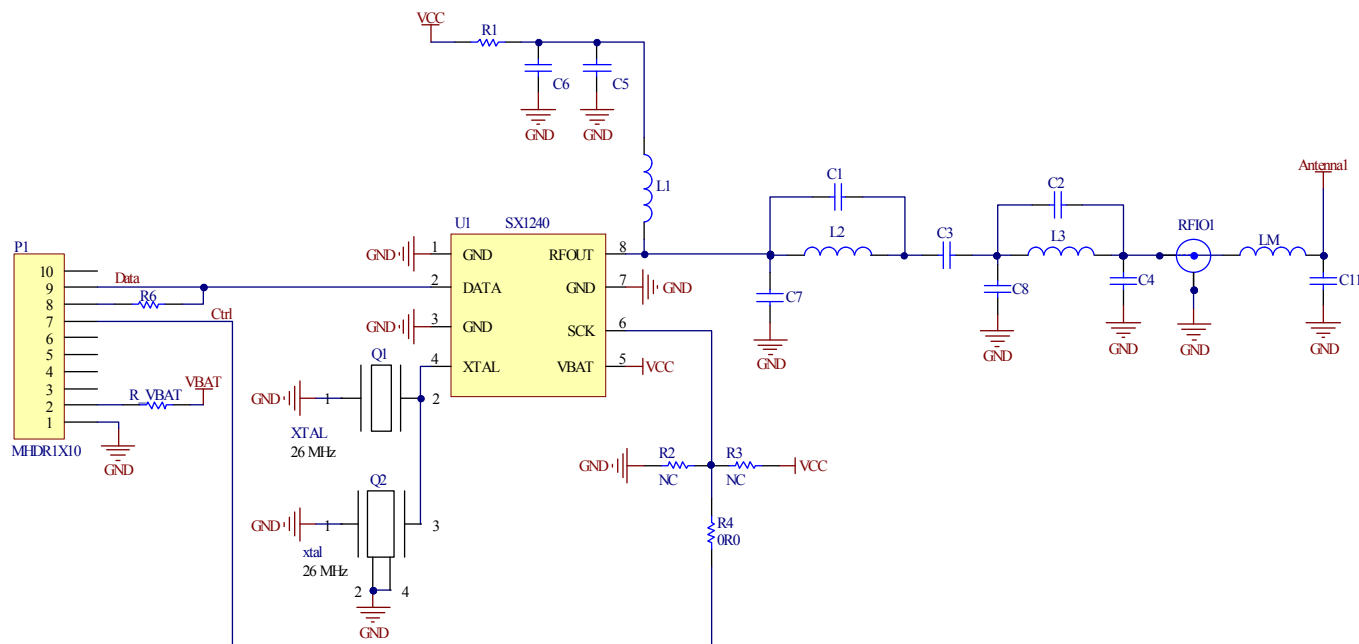 VCC
R1
C6
C5
GND
GND
L1
C1
C2
Antenna1
L2
C3
L3
RFIO1
LM
C7
C8
C4
C11
GND
GND
GND
GND
GND
U1 SX1240
GND 1 GND RFOUT 8
2 DATA GND 7 GND
GND 3 GND SCK 6
4 XTAL VBAT 5 VCC
P1
10
9 Data
8 R6
7 Ctrl
6
5
4
3
2 R_VBAT VBAT
1
MHDR1X10
GND
Q1
GND 1 2
XTAL
26 MHz
Q2
GND 1 3
xtal
26 MHz
2 4
GND
GND R2 R3 VCC
NC NC
R4
0R0